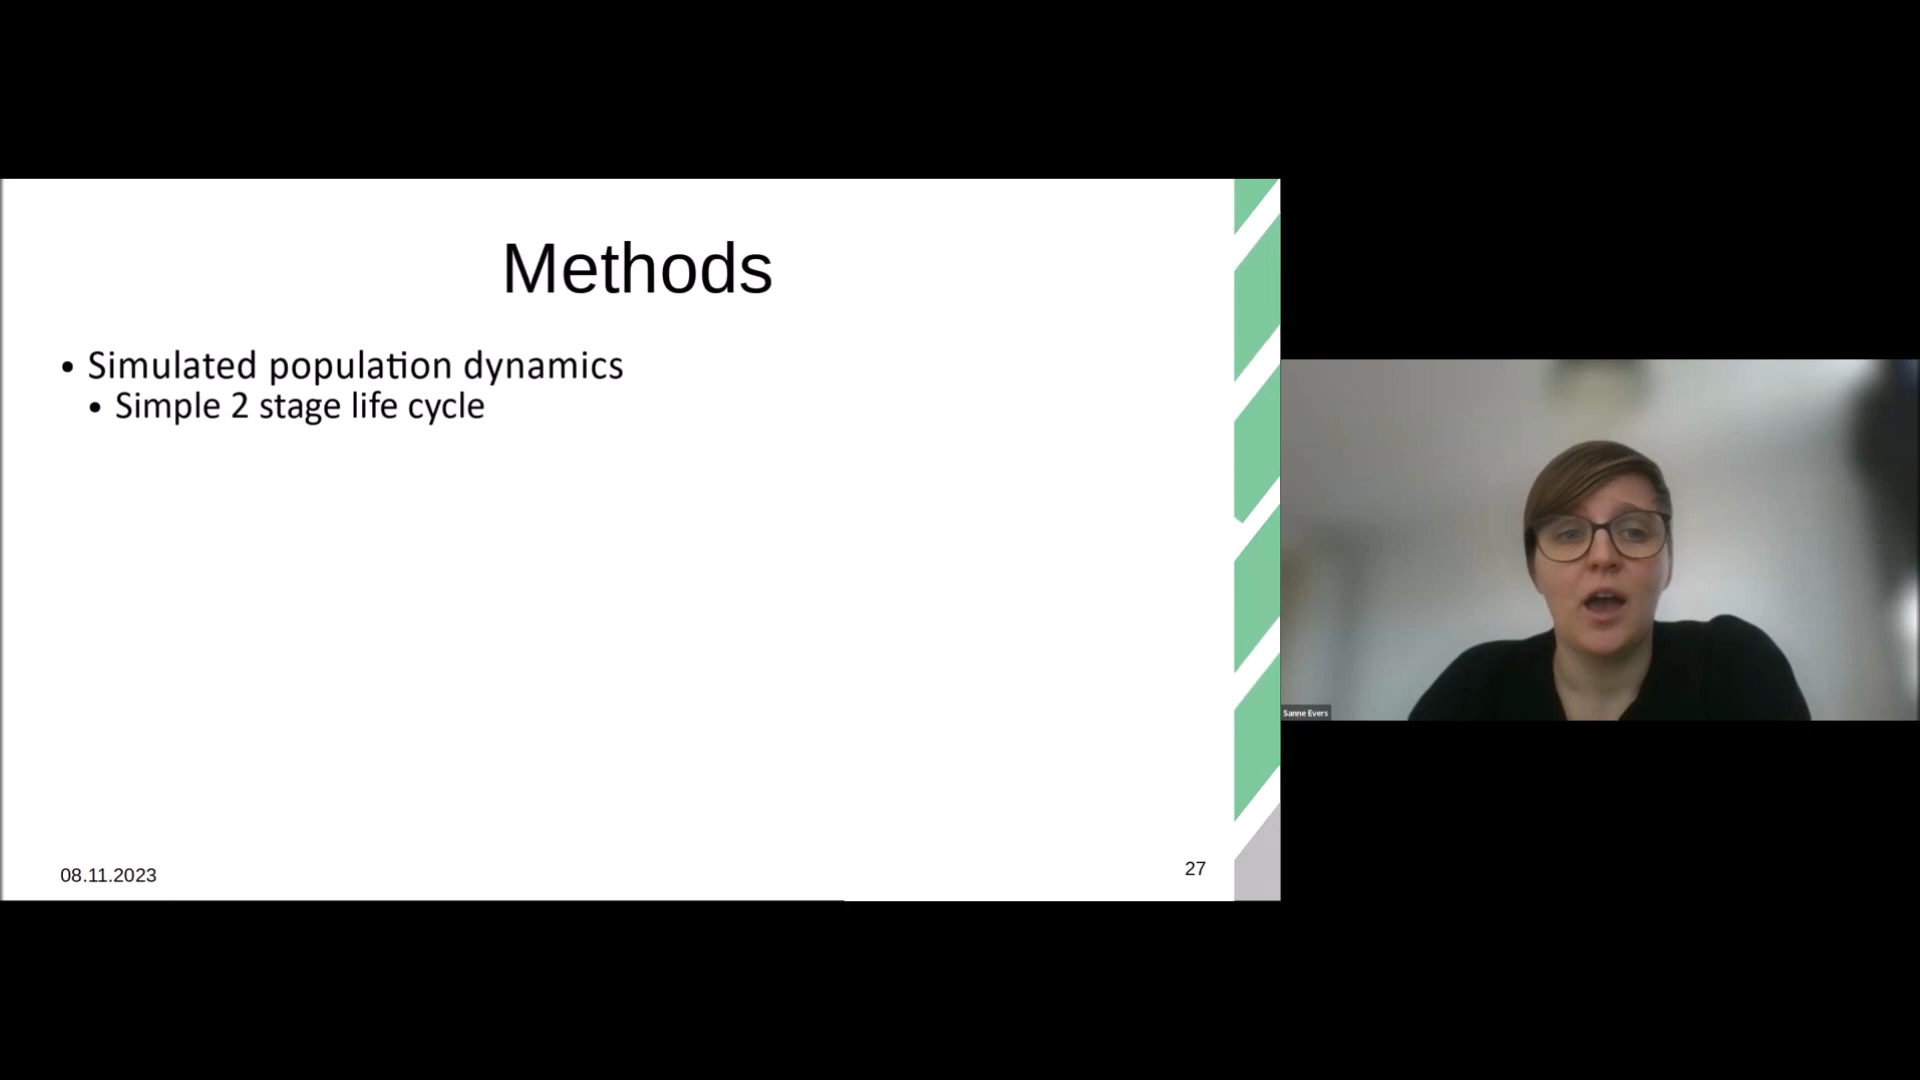 Methods
• Simulated population dynamics
• Simple 2 stage life cycle
08.11.2023
27
Sanne Evers